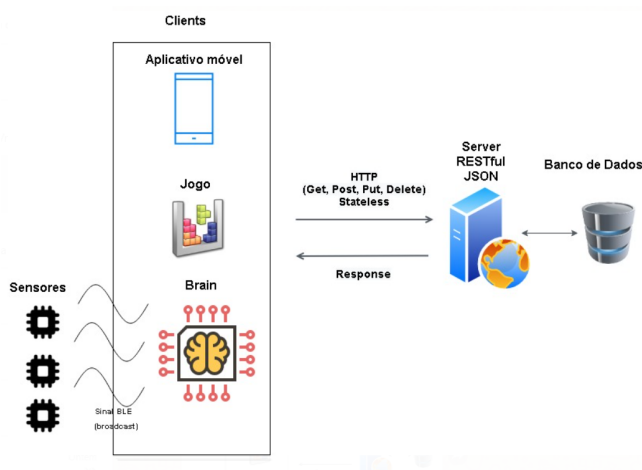 Clients
Aplicativo móvel
Jogo
Brain
Sensores
Sinal BLE
(broadcast)
HTTP
(Get, Post, Put, Delete)
Stateless
Response
Server
RESTful
JSON
Banco de Dados